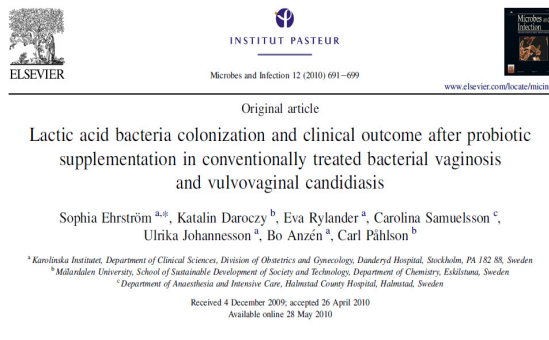 INSTITUT PASTEUR
Microbes and
Infection
ELSEVIER
Microbes and Infection 12 (2010) 691–699
www.elsevier.com/locate/micin
Original article
Lactic acid bacteria colonization and clinical outcome after probiotic
supplementation in conventionally treated bacterial vaginosis
and vulvovaginal candidiasis
Sophia Ehrström a,*, Katalin Daroczy b, Eva Rylander a, Carolina Samuelsson c,
Ulrika Johannesson a, Bo Anzén a, Carl Påhlson b
a Karolinska Institutet, Department of Clinical Sciences, Division of Obstetrics and Gynecology, Danderyd Hospital, Stockholm, PA 182 88, Sweden
b Mälardalen University, School of Sustainable Development of Society and Technology, Department of Chemistry, Eskilstuna, Sweden
c Department of Anaesthesia and Intensive Care, Halmstad County Hospital, Halmstad, Sweden
Received 4 December 2009; accepted 26 April 2010
Available online 28 May 2010